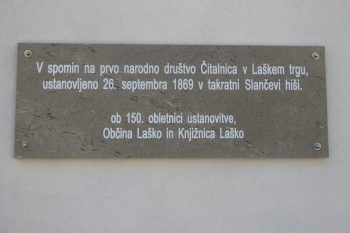 V spomin na prvo narodno društvo Čitalnica v Laškem trgu,
ustanovljeno 26. septembra 1869 v takratni Slančevi hiši.
ob 150. obletnici ustanovitve,
Občina Laško in Knjižnica Laško